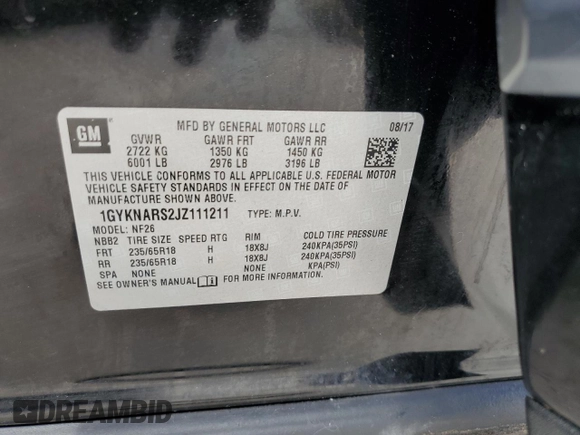 GM
MFD BY GENERAL MOTORS LLC 08/17
GVWR GAWR FRT GAWR RR
2722 KG 1350 KG 1450 KG
6001 LB 2976 LB 3196 LB
THIS VEHICLE CONFORMS TO ALL APPLICABLE U.S. FEDERAL MOTOR
VEHICLE SAFETY STANDARDS IN EFFECT ON THE DATE OF
MANUFACTURE SHOWN ABOVE.
1GYKNARS2JZ111211 TYPE: M.P.V.
MODEL: NF26
NBB2 TIRE SIZE SPEED RTG RIM COLD TIRE PRESSURE
FRT 235/65R18 H 18X8J 240KPA(35PSI)
RR 235/65R18 H 18X8J 240KPA(35PSI)
SPA NONE NONE KPA(PSI)
SEE OWNER'S MANUAL FOR MORE INFORMATION.
DREAMBID